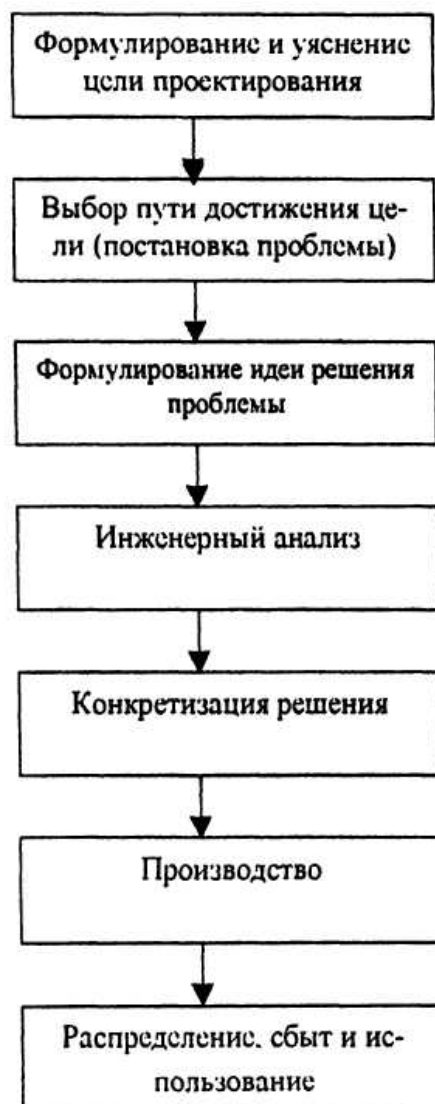 Формулирование и уяснение
цели проектирования
Выбор пути достижения це-
ли (постановка проблемы)
Формулирование идеи решения
проблемы
Инженерный анализ
Конкретизация решения
Производство
Распределение, сбыт и ис-
пользование